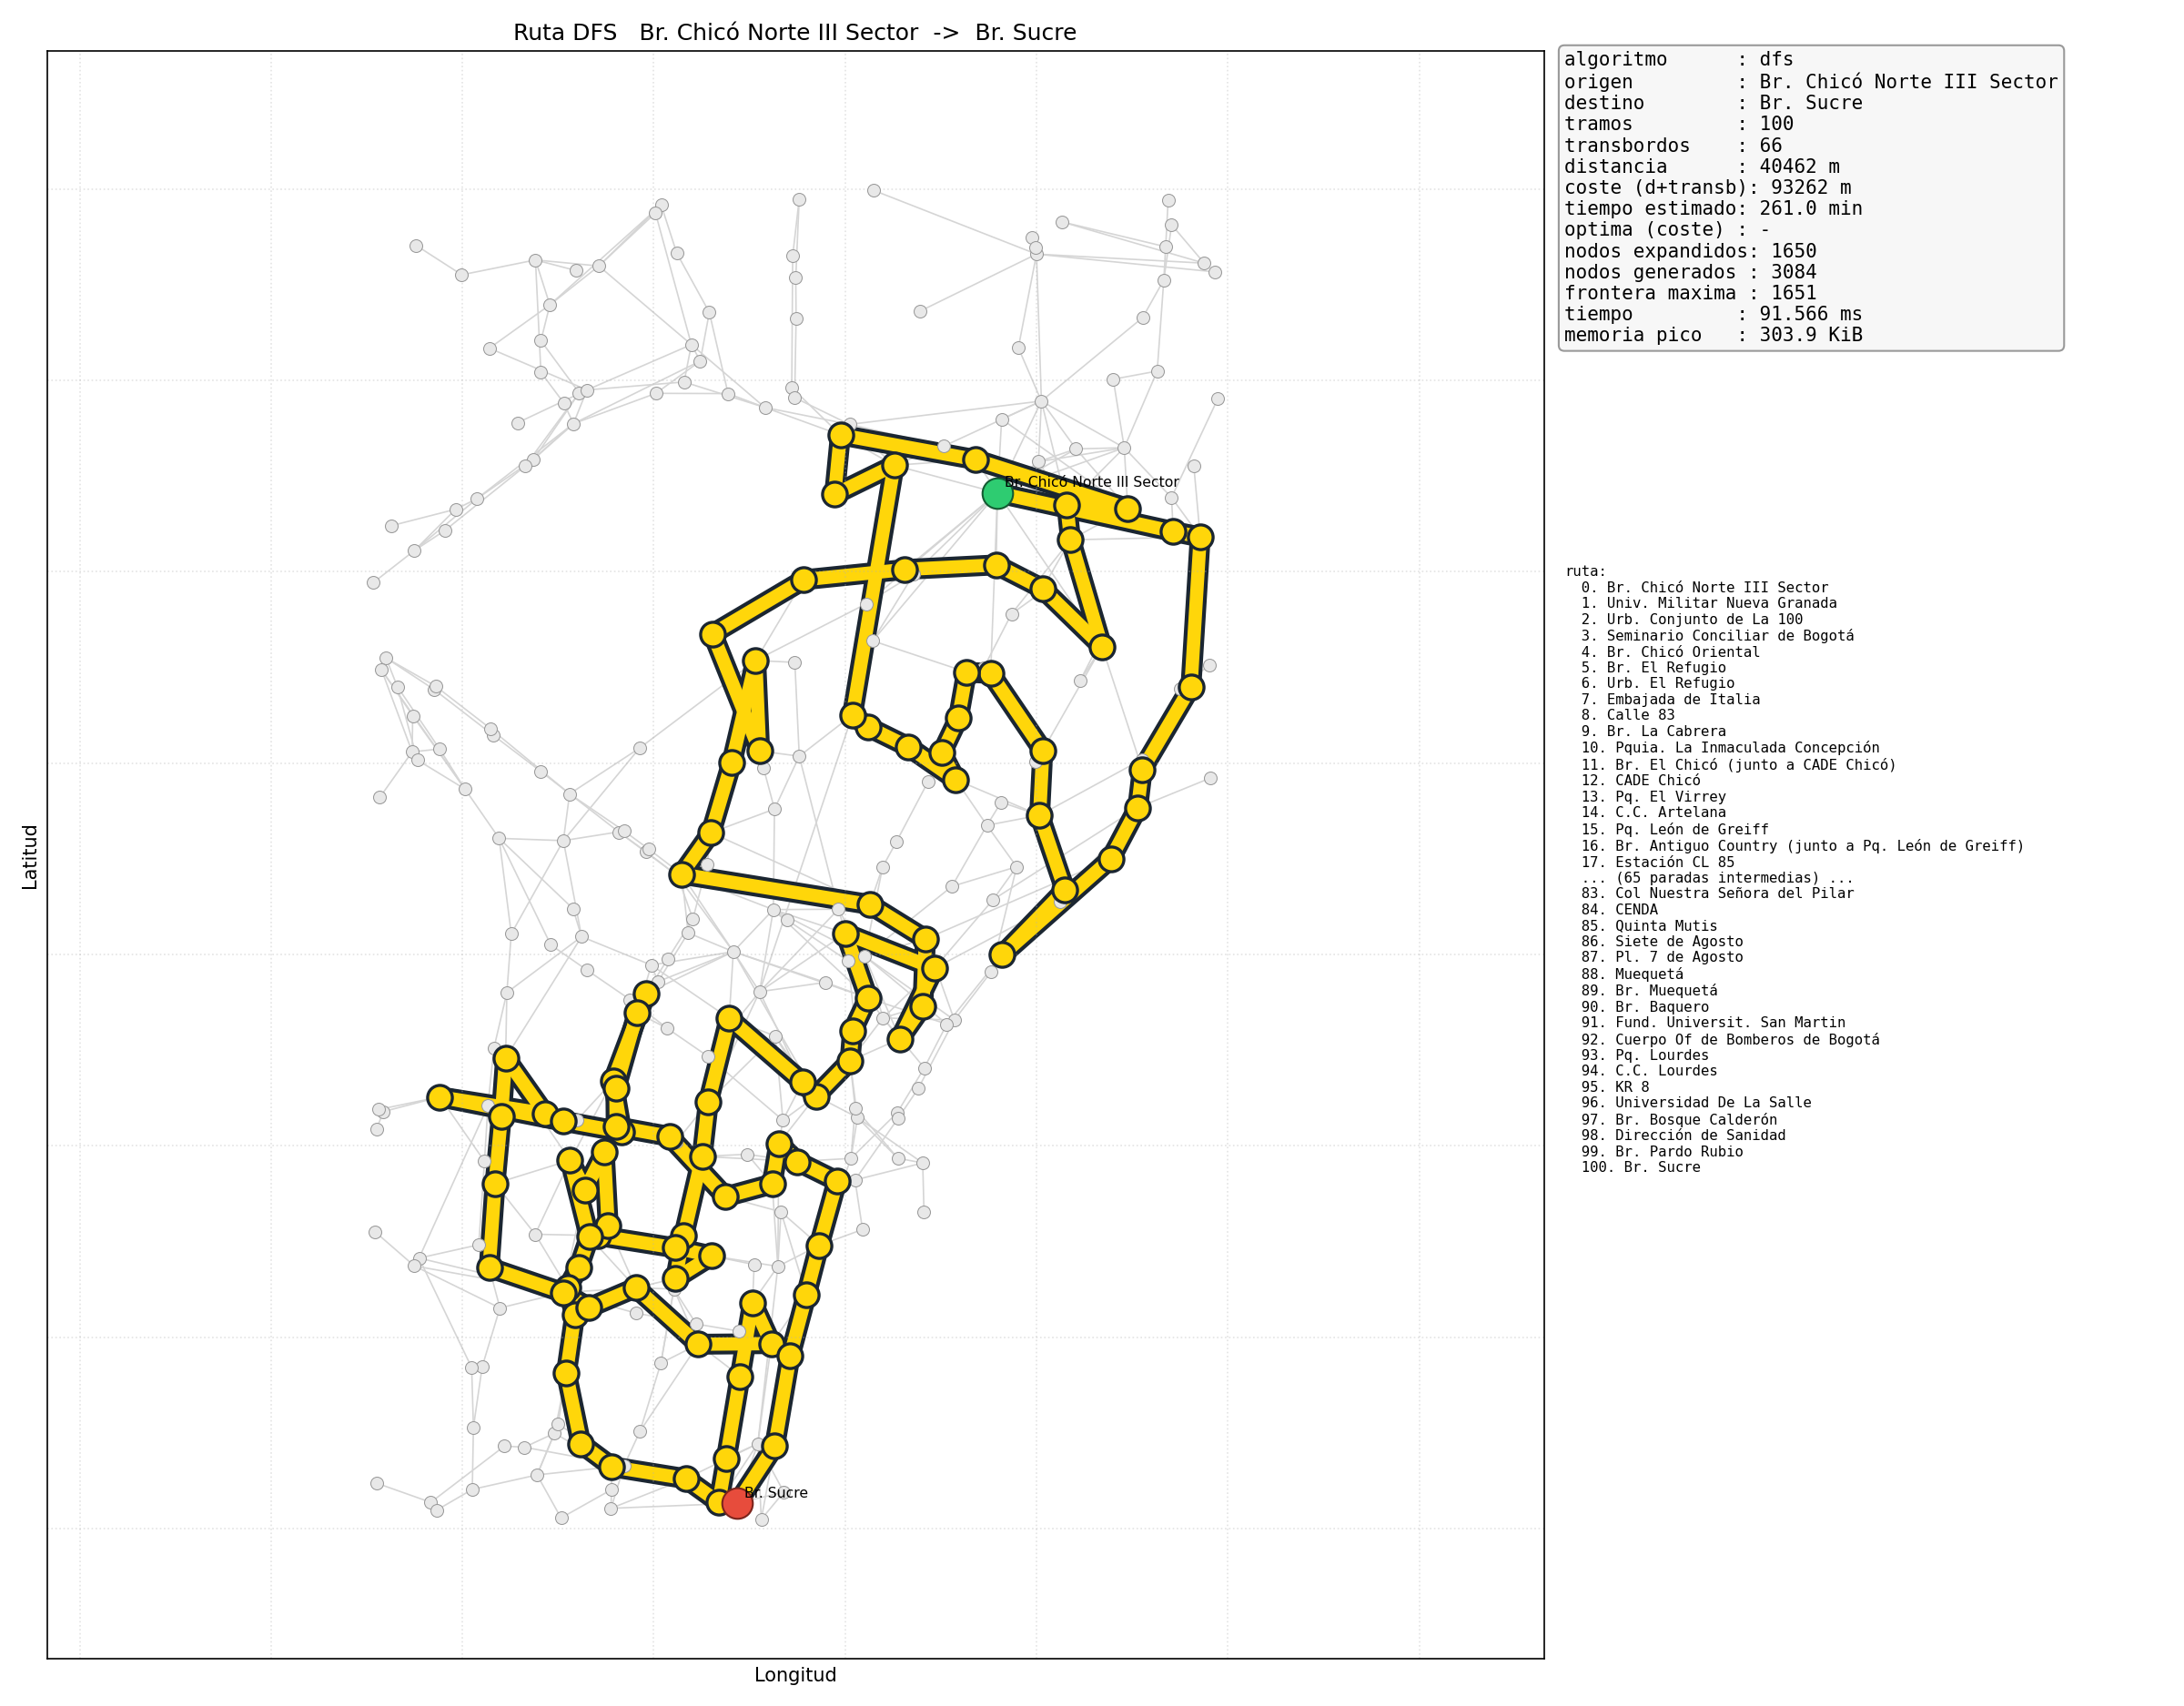 Ruta DFS   Br. Chicó Norte III Sector  ->  Br. Sucre
algoritmo      : dfs
origen         : Br. Chicó Norte III Sector
destino        : Br. Sucre
tramos         : 100
transbordos    : 66
distancia      : 40462 m
coste (d+transb): 93262 m
tiempo estimado: 261.0 min
optima (coste) : -
nodos expandidos: 1650
nodos generados : 3084
frontera maxima : 1651
tiempo         : 91.566 ms
memoria pico   : 303.9 KiB
Br. Chicó Norte III Sector
Br. Sucre
Latitud
Longitud
ruta:
0. Br. Chicó Norte III Sector
1. Univ. Militar Nueva Granada
2. Urb. Conjunto de La 100
3. Seminario Conciliar de Bogotá
4. Br. Chicó Oriental
5. Br. El Refugio
6. Urb. El Refugio
7. Embajada de Italia
8. Calle 83
9. Br. La Cabrera
10. Pquia. La Inmaculada Concepción
11. Br. El Chicó (junto a CADE Chicó)
12. CADE Chicó
13. Pq. El Virrey
14. C.C. Artelana
15. Pq. León de Greiff
16. Br. Antiguo Country (junto a Pq. León de Greiff)
17. Estación CL 85
... (65 paradas intermedias) ...
83. Col Nuestra Señora del Pilar
84. CENDA
85. Quinta Mutis
86. Siete de Agosto
87. Pl. 7 de Agosto
88. Muequetá
89. Br. Muequetá
90. Br. Baquero
91. Fund. Universit. San Martin
92. Cuerpo Of de Bomberos de Bogotá
93. Pq. Lourdes
94. C.C. Lourdes
95. KR 8
96. Universidad De La Salle
97. Br. Bosque Calderón
98. Dirección de Sanidad
99. Br. Pardo Rubio
100. Br. Sucre